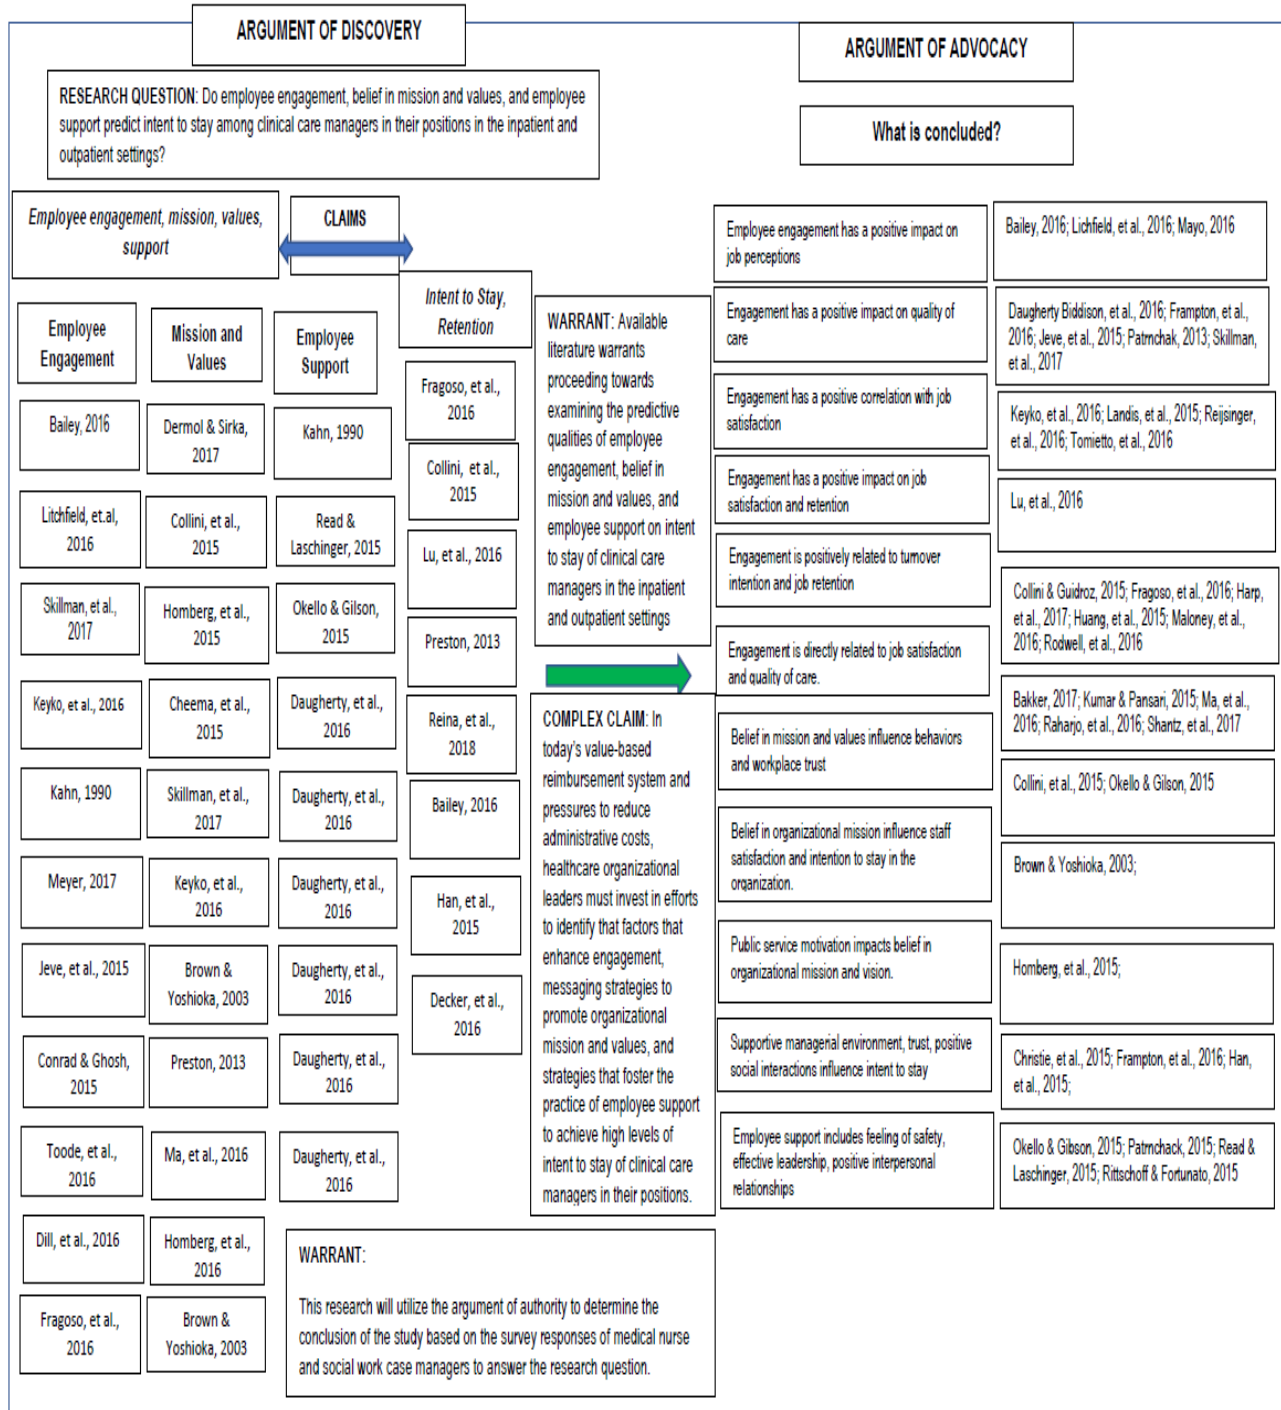 ARGUMENT OF DISCOVERY
RESEARCH QUESTION: Do employee engagement, belief in mission and values, and employee
support predict intent to stay among clinical care managers in their positions in the inpatient and
outpatient settings?
Employee engagement, mission, values,
support
CLAIMS
Intent to Stay,
Retention
Employee
Engagement
Bailey, 2016
Litchfield, et.al,
2016
Skillman, et al.,
2017
Keyko, et al., 2016
Kahn, 1990
Meyer, 2017
Jeve, et al., 2015
Conrad & Ghosh,
2015
Toode, et al.,
2016
Dill, et al., 2016
Fragoso, et al.,
2016
Mission and
Values
Dermol & Sirka,
2017
Collini, et al.,
2015
Homberg, et al.,
2015
Cheema, et al.,
2015
Skillman, et al.,
2017
Keyko, et al.,
2016
Brown &
Yoshioka, 2003
Preston, 2013
Ma, et al., 2016
Homberg, et al.,
2016
Brown &
Yoshioka, 2003
Employee
Support
Kahn, 1990
Read &
Laschinger, 2015
Okello & Gilson,
2015
Daugherty, et al.,
2016
Daugherty, et al.,
2016
Daugherty, et al.,
2016
Daugherty, et al.,
2016
Daugherty, et al.,
2016
Daugherty, et al.,
2016
Fragoso, et al.,
2016
Collini, et al.,
2015
Lu, et al., 2016
Preston, 2013
Reina, et al.,
2018
Bailey, 2016
Han, et al.,
2015
Decker, et al.,
2016
WARRANT: Available
literature warrants
proceeding towards
examining the predictive
qualities of employee
engagement, belief in
mission and values, and
employee support on intent
to stay of clinical care
managers in the inpatient
and outpatient settings
COMPLEX CLAIM: In
today's value-based
reimbursement system and
pressures to reduce
administrative costs,
healthcare organizational
leaders must invest in efforts
to identify that factors that
enhance engagement,
messaging strategies to
promote organizational
mission and values, and
strategies that foster the
practice of employee support
to achieve high levels of
intent to stay of clinical care
managers in their positions.
WARRANT:
This research will utilize the argument of authority to determine the
conclusion of the study based on the survey responses of medical nurse
and social work case managers to answer the research question.
ARGUMENT OF ADVOCACY
What is concluded?
Employee engagement has a positive impact on
job perceptions
Bailey, 2016; Lichfield, et al., 2016; Mayo, 2016
Engagement has a positive impact on quality of
care
Daugherty Biddison, et al., 2016; Frampton, et al.,
2016; Jeve, et al., 2015; Patrnchak, 2013; Skillman,
et al., 2017
Engagement has a positive correlation with job
satisfaction
Keyko, et al., 2016; Landis, et al., 2015; Reijsinger,
et al., 2016; Tomietto, et al., 2016
Engagement has a positive impact on job
satisfaction and retention
Lu, et al., 2016
Engagement is positively related to turnover
intention and job retention
Collini & Guidroz, 2015; Fragoso, et al., 2016; Harp,
et al., 2017; Huang, et al., 2015; Maloney, et al.,
2016; Rodwell, et al., 2016
Engagement is directly related to job satisfaction
and quality of care.
Bakker, 2017; Kumar & Pansari, 2015; Ma, et al.,
2016; Raharjo, et al., 2016; Shantz, et al., 2017
Belief in mission and values influence behaviors
and workplace trust
Collini, et al., 2015; Okello & Gilson, 2015
Belief in organizational mission influence staff
satisfaction and intention to stay in the
organization.
Brown & Yoshioka, 2003;
Public service motivation impacts belief in
organizational mission and vision.
Homberg, et al., 2015;
Supportive managerial environment, trust, positive
social interactions influence intent to stay
Christie, et al., 2015; Frampton, et al., 2016; Han,
et al., 2015;
Employee support includes feeling of safety,
effective leadership, positive interpersonal
relationships
Okello & Gibson, 2015; Patrnchack, 2015; Read &
Laschinger, 2015; Rittschoff & Fortunato, 2015